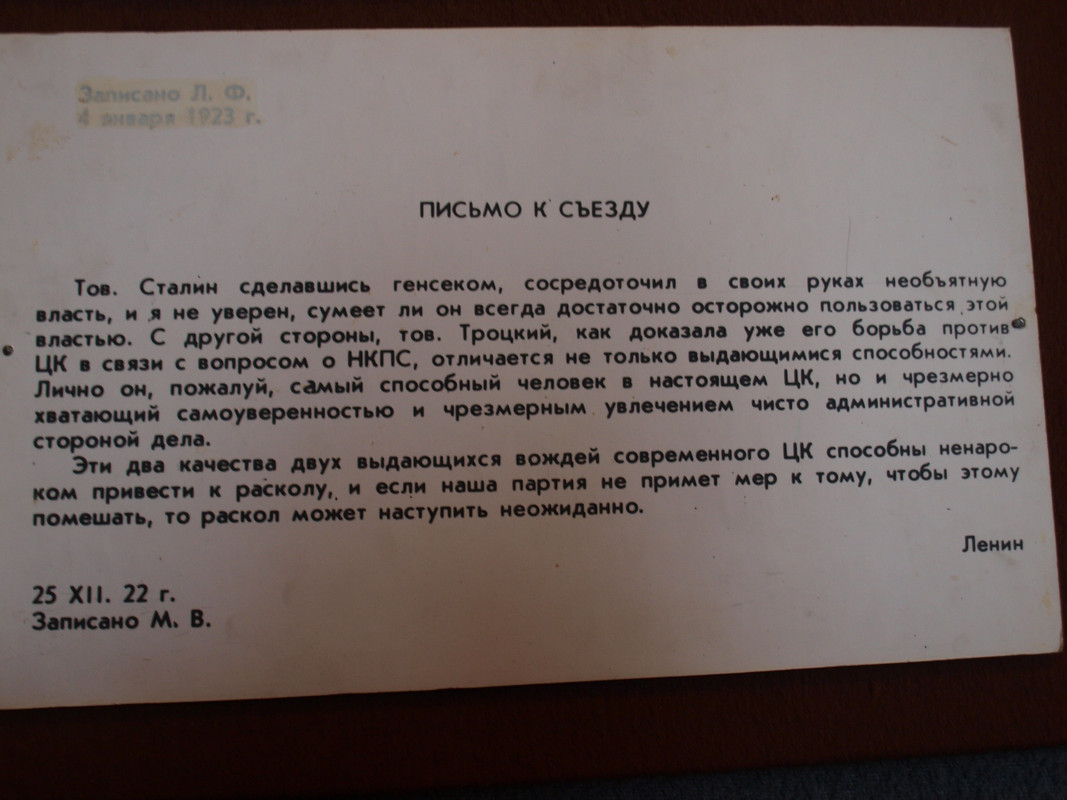 Записано Л. Ф.
4 января 1923 г.
ПИСЬМО К СЪЕЗДУ
Тов. Сталин сделавшись генсеком, сосредоточил в своих руках необъятную
власть, и я не уверен, сумеет ли он всегда достаточно осторожно пользоваться этой
властью. С другой стороны, тов. Троцкий, как доказала уже его борьба против
ЦК в связи с вопросом о НКПС, отличается не только выдающимися способностями.
Лично он, пожалуй, самый способный человек в настоящем ЦК, но и чрезмерно
хватающий самоуверенностью и чрезмерным увлечением чисто административной
стороной дела.
Эти два качества двух выдающихся вождей современного ЦК способны ненаро-
ком привести к расколу, и если наша партия не примет мер к тому, чтобы этому
помешать, то раскол может наступить неожиданно.
Ленин
25 XII. 22 г.
Записано М. В.